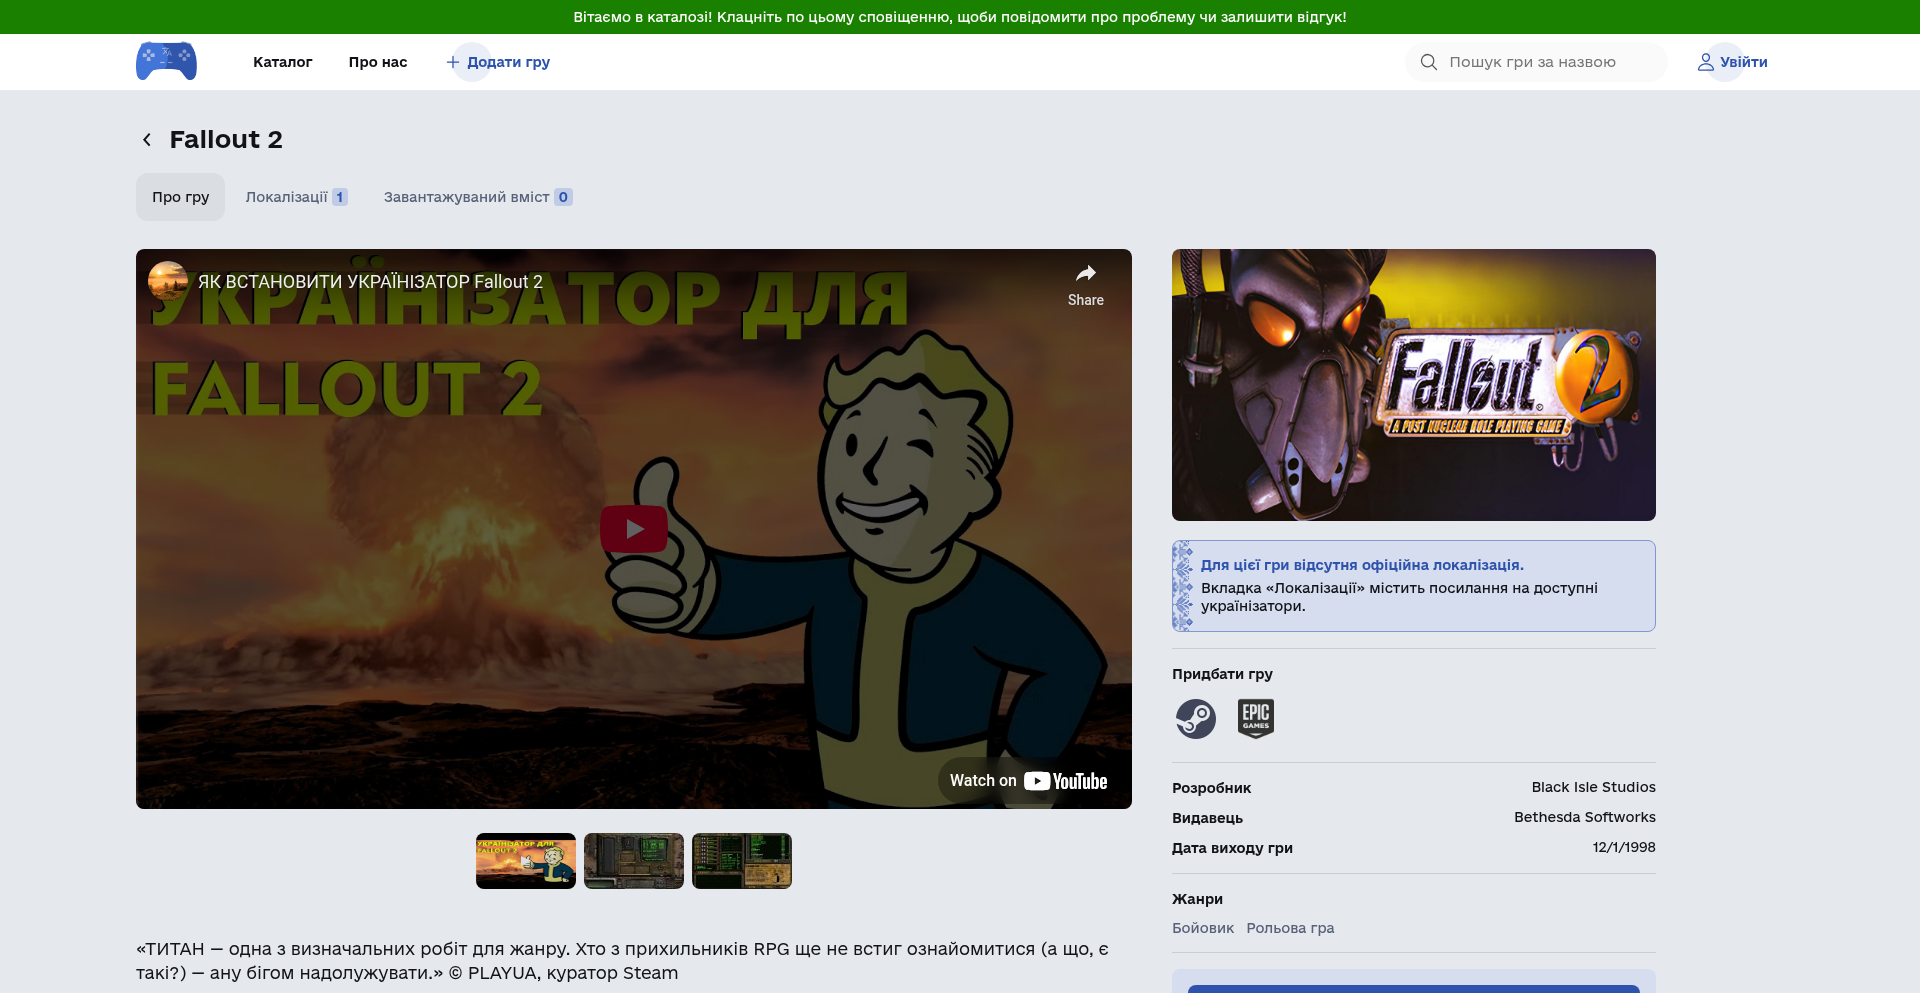 Вітаємо в каталозі! Клацніть по цьому сповіщенню, щоби повідомити про проблему чи залишити відгук!
Каталог
Про нас
Додати гру
Пошук гри за назвою
Увійти
Fallout 2
Про гру
Локалізації 1
Завантажуваний вміст 0
ЯК ВСТАНОВИТИ УКРАЇНІЗАТОР Fallout 2
Share
УКРАЇНІЗАТОР ДЛЯ
FALLOUT 2
Watch on YouTube
УКРАЇНІЗАТОР ДЛЯ
FALLOUT 2
«ТИТАН — одна з визначальних робіт для жанру. Хто з прихильників RPG ще не встиг ознайомитися (а що, є
такі?) — ану бігом надолужувати.» © PLAYUA, куратор Steam
Fallout 2
A POST NUCLEAR ROLE PLAYING GAME
Для цієї гри відсутня офіційна локалізація.
Вкладка «Локалізації» містить посилання на доступні
українізатори.
Придбати гру
EPIC
GAMES
Розробник Black Isle Studios
Видавець Bethesda Softworks
Дата виходу гри 12/1/1998
Жанри
Бойовик Рольова гра